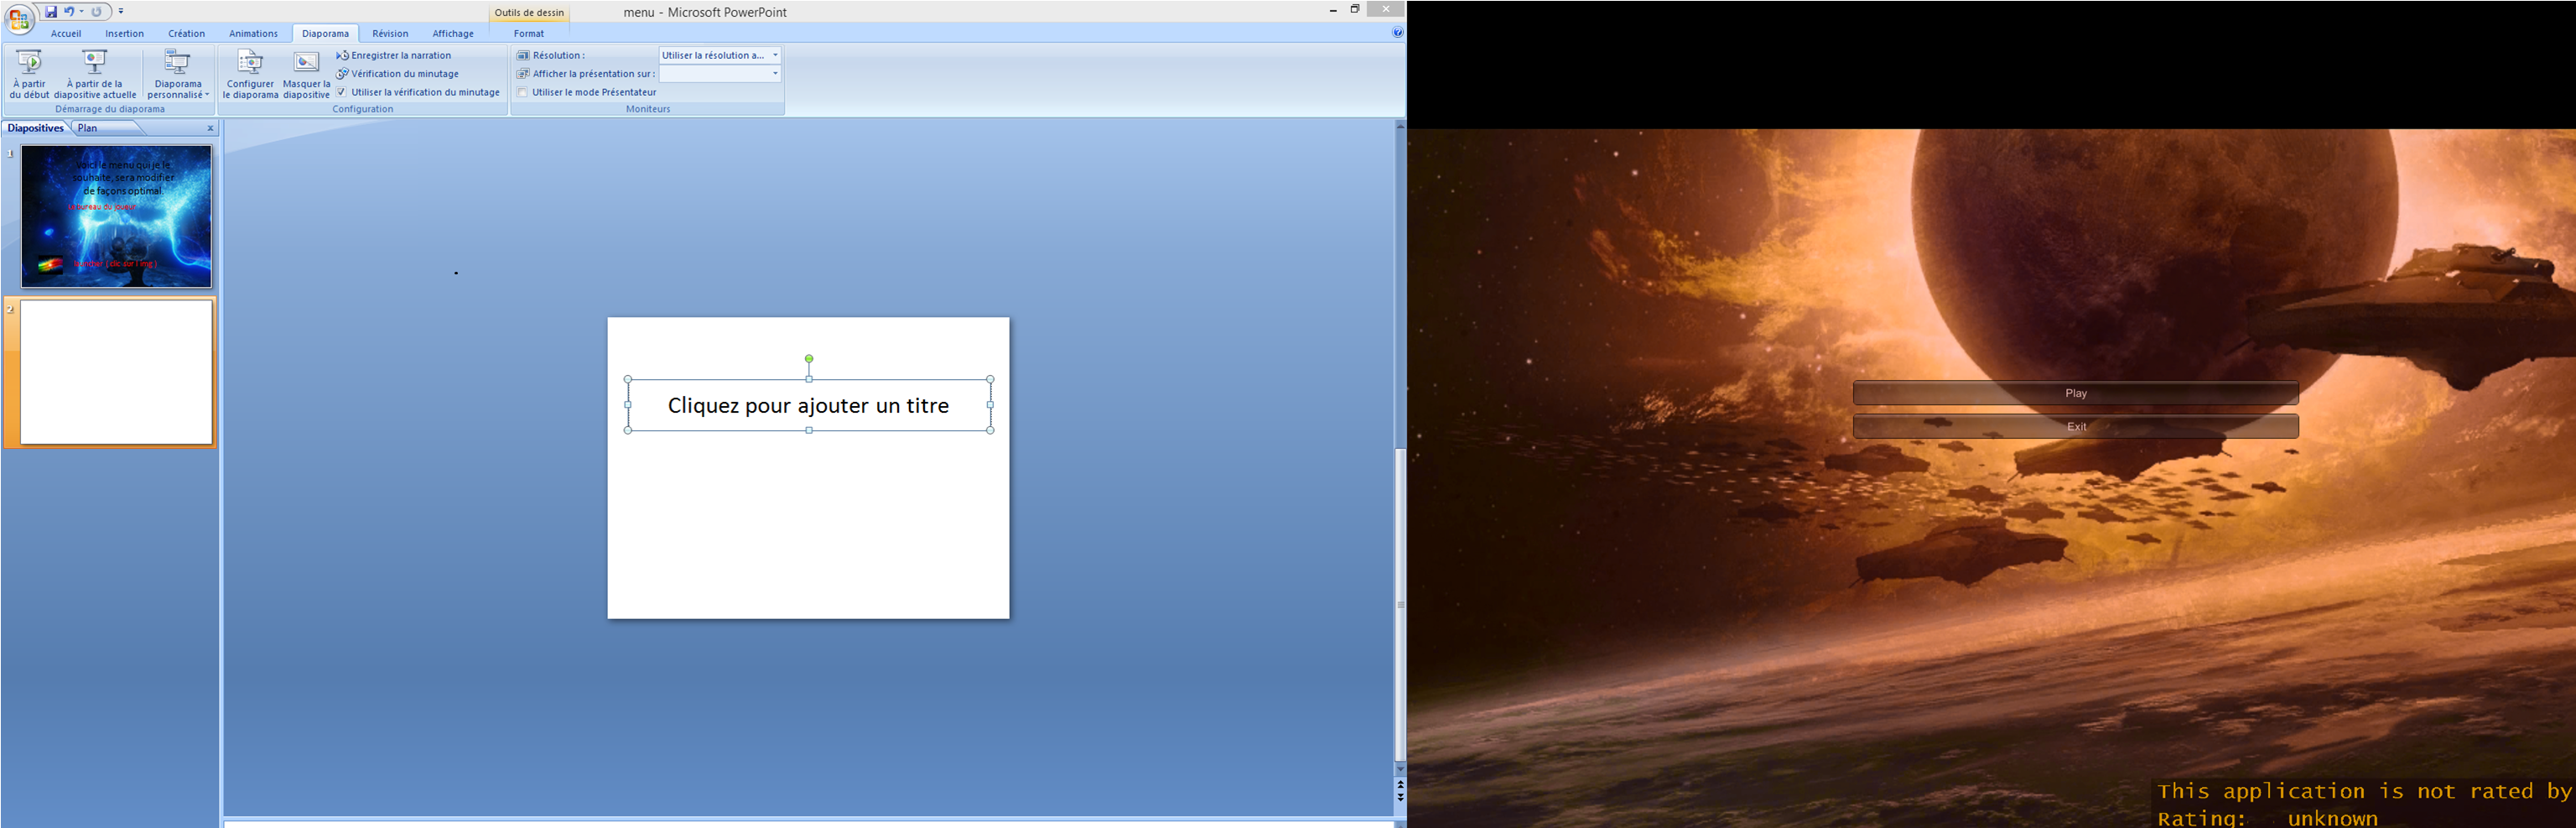 Outils de dessin
menu - Microsoft PowerPoint
Accueil Insertion Création Animations Diaporama Révision Affichage Format
À partir du début
À partir de la diapositive actuelle
Diaporama personnalisé
Démarrage du diaporama
Configurer le diaporama
Masquer la diapositive
Enregistrer la narration
Vérification du minutage
Utiliser la vérification du minutage
Configuration
Résolution : Utiliser la résolution a...
Afficher la présentation sur :
Utiliser le mode Présentateur
Moniteurs
Diapositives Plan
1
Voici le menu qui je le
souhaite, sera modifier
de façons optimal.
2
Cliquez pour ajouter un titre
Play
Exit
This application is not rated by
Rating: unknown